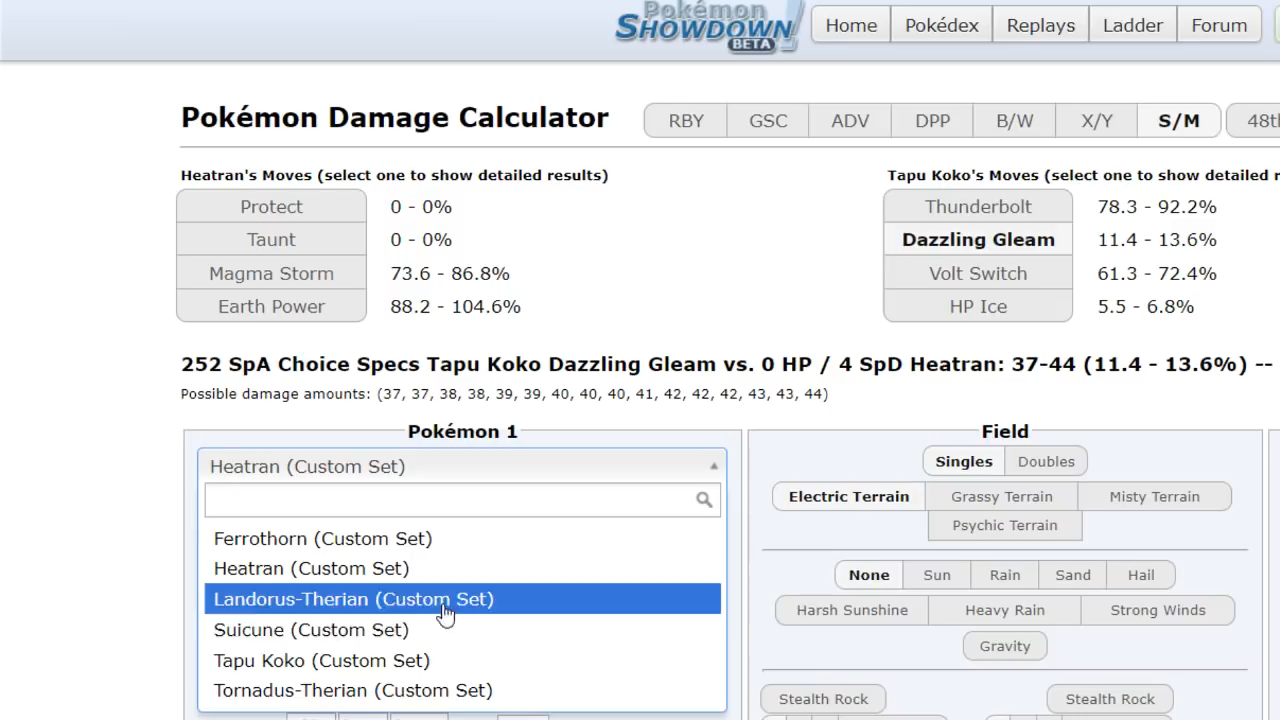 Pokémon
SHOWDOWN!
BETA
Home Pokédex Replays Ladder Forum
Pokémon Damage Calculator RBY GSC ADV DPP B/W X/Y S/M 48th
Heatran's Moves (select one to show detailed results)
Protect 0 - 0%
Taunt 0 - 0%
Magma Storm 73.6 - 86.8%
Earth Power 88.2 - 104.6%
Tapu Koko's Moves (select one to show detailed
Thunderbolt 78.3 - 92.2%
Dazzling Gleam 11.4 - 13.6%
Volt Switch 61.3 - 72.4%
HP Ice 5.5 - 6.8%
252 SpA Choice Specs Tapu Koko Dazzling Gleam vs. 0 HP / 4 SpD Heatran: 37-44 (11.4 - 13.6%) --
Possible damage amounts: (37, 37, 38, 38, 39, 39, 40, 40, 40, 41, 42, 42, 42, 43, 43, 44)
Pokémon 1
Heatran (Custom Set)
Ferrothorn (Custom Set)
Heatran (Custom Set)
Landorus-Therian (Custom Set)
Suicune (Custom Set)
Tapu Koko (Custom Set)
Tornadus-Therian (Custom Set)
Field
Singles Doubles
Electric Terrain Grassy Terrain Misty Terrain
Psychic Terrain
None Sun Rain Sand Hail
Harsh Sunshine Heavy Rain Strong Winds
Gravity
Stealth Rock Stealth Rock